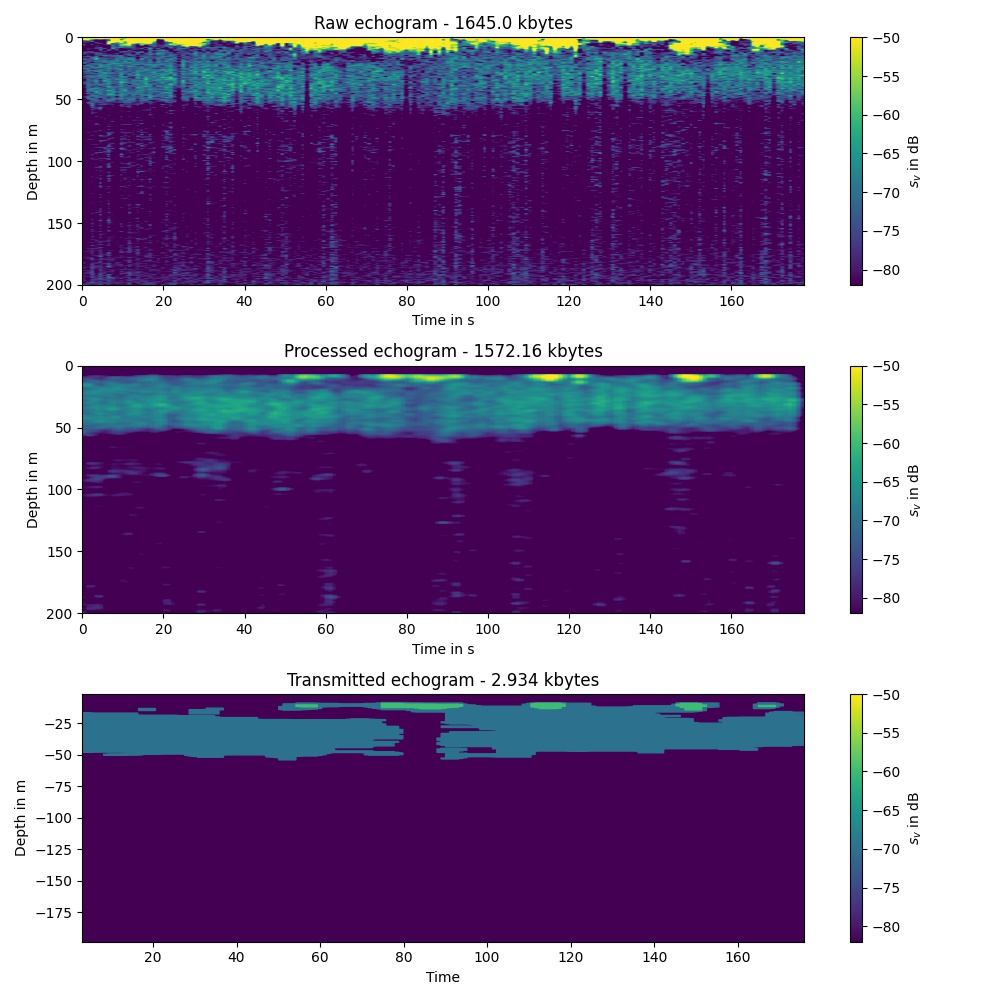 Raw echogram - 1645.0 kbytes
0
50
100
150
200
Depth in m
0 20 40 60 80 100 120 140 160
Time in s
−50
−55
−60
−65
−70
−75
−80
sv in dB
Processed echogram - 1572.16 kbytes
0
50
100
150
200
Depth in m
0 20 40 60 80 100 120 140 160
Time in s
−50
−55
−60
−65
−70
−75
−80
sv in dB
Transmitted echogram - 2.934 kbytes
−25
−50
−75
−100
−125
−150
−175
Depth in m
20 40 60 80 100 120 140 160
Time
−50
−55
−60
−65
−70
−75
−80
sv in dB